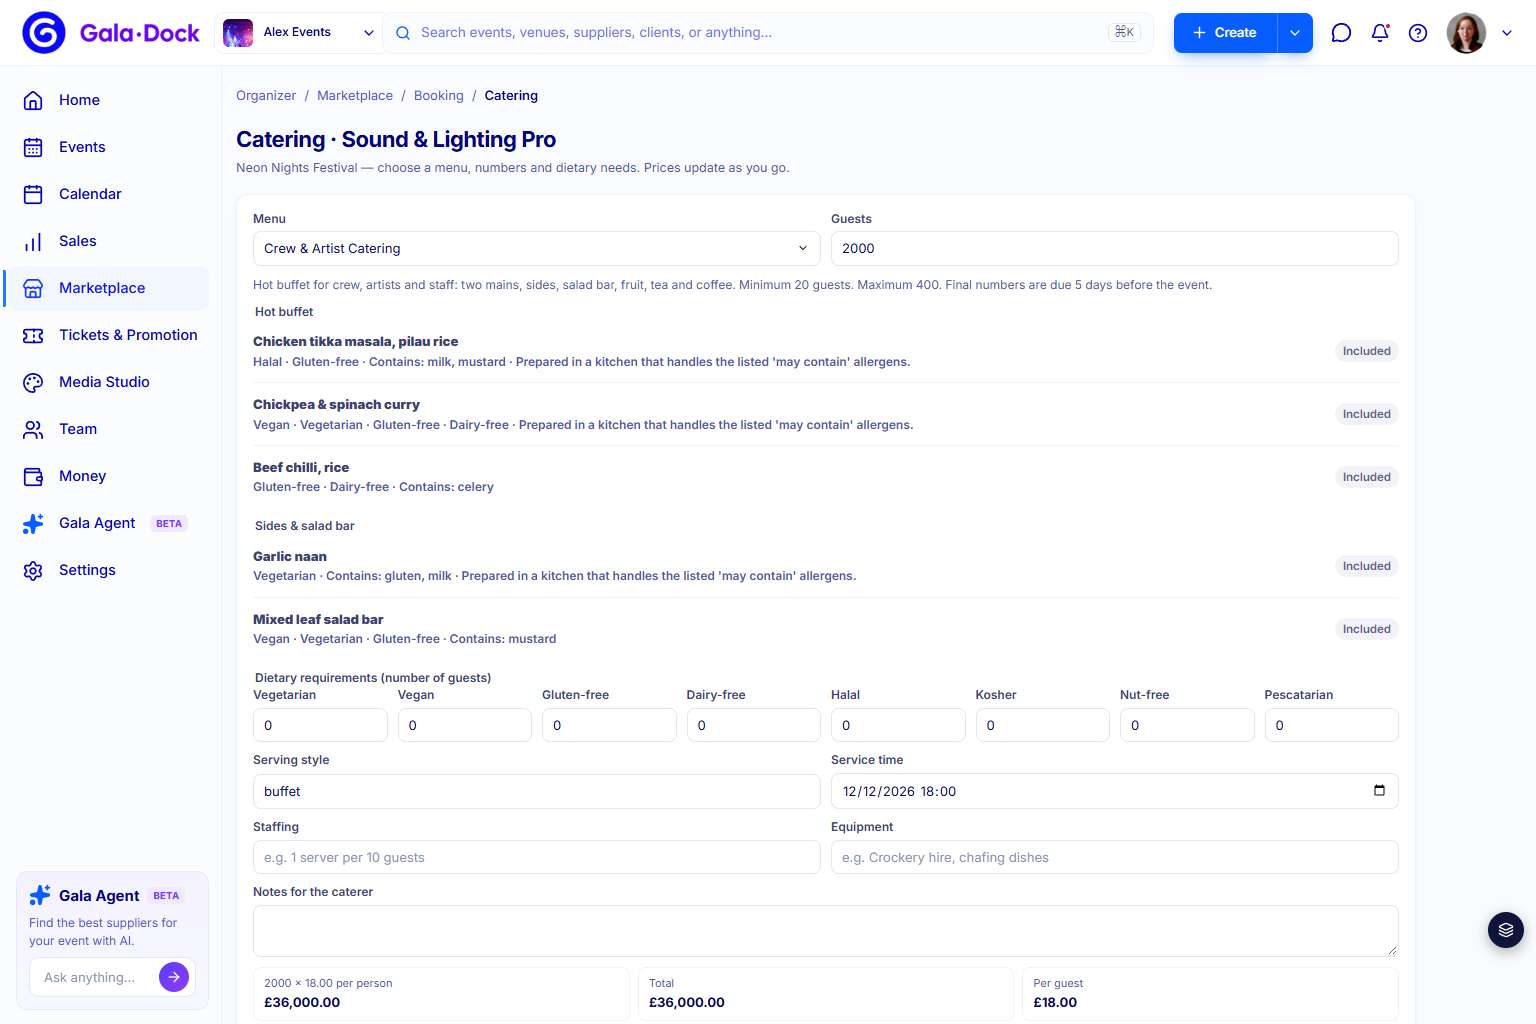 Gala·Dock
Alex Events
Search events, venues, suppliers, clients, or anything...
⌘K
+ Create
Home
Events
Calendar
Sales
Marketplace
Tickets & Promotion
Media Studio
Team
Money
Gala Agent BETA
Settings
Gala Agent BETA
Find the best suppliers for
your event with AI.
Ask anything...
Organizer / Marketplace / Booking / Catering
Catering · Sound & Lighting Pro
Neon Nights Festival — choose a menu, numbers and dietary needs. Prices update as you go.
Menu
Guests
Crew & Artist Catering
2000
Hot buffet for crew, artists and staff: two mains, sides, salad bar, fruit, tea and coffee. Minimum 20 guests. Maximum 400. Final numbers are due 5 days before the event.
Hot buffet
Chicken tikka masala, pilau rice
Halal · Gluten-free · Contains: milk, mustard · Prepared in a kitchen that handles the listed 'may contain' allergens.
Included
Chickpea & spinach curry
Vegan · Vegetarian · Gluten-free · Dairy-free · Prepared in a kitchen that handles the listed 'may contain' allergens.
Included
Beef chilli, rice
Gluten-free · Dairy-free · Contains: celery
Included
Sides & salad bar
Garlic naan
Vegetarian · Contains: gluten, milk · Prepared in a kitchen that handles the listed 'may contain' allergens.
Included
Mixed leaf salad bar
Vegan · Vegetarian · Gluten-free · Contains: mustard
Included
Dietary requirements (number of guests)
Vegetarian Vegan Gluten-free Dairy-free Halal Kosher Nut-free Pescatarian
0 0 0 0 0 0 0 0
Serving style
Service time
buffet
12/12/2026 18:00
Staffing
Equipment
e.g. 1 server per 10 guests
e.g. Crockery hire, chafing dishes
Notes for the caterer
2000 × 18.00 per person
£36,000.00
Total
£36,000.00
Per guest
£18.00